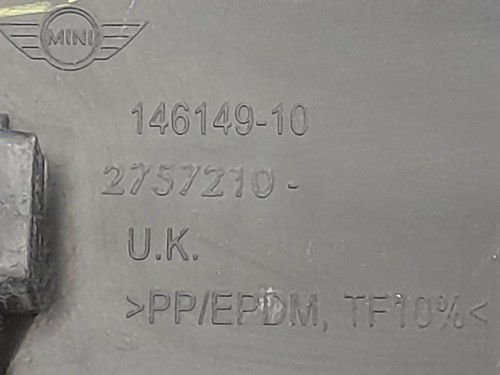 MINI
146149-10
2757210-
U.K.
>PP/EPDM, TF10%<